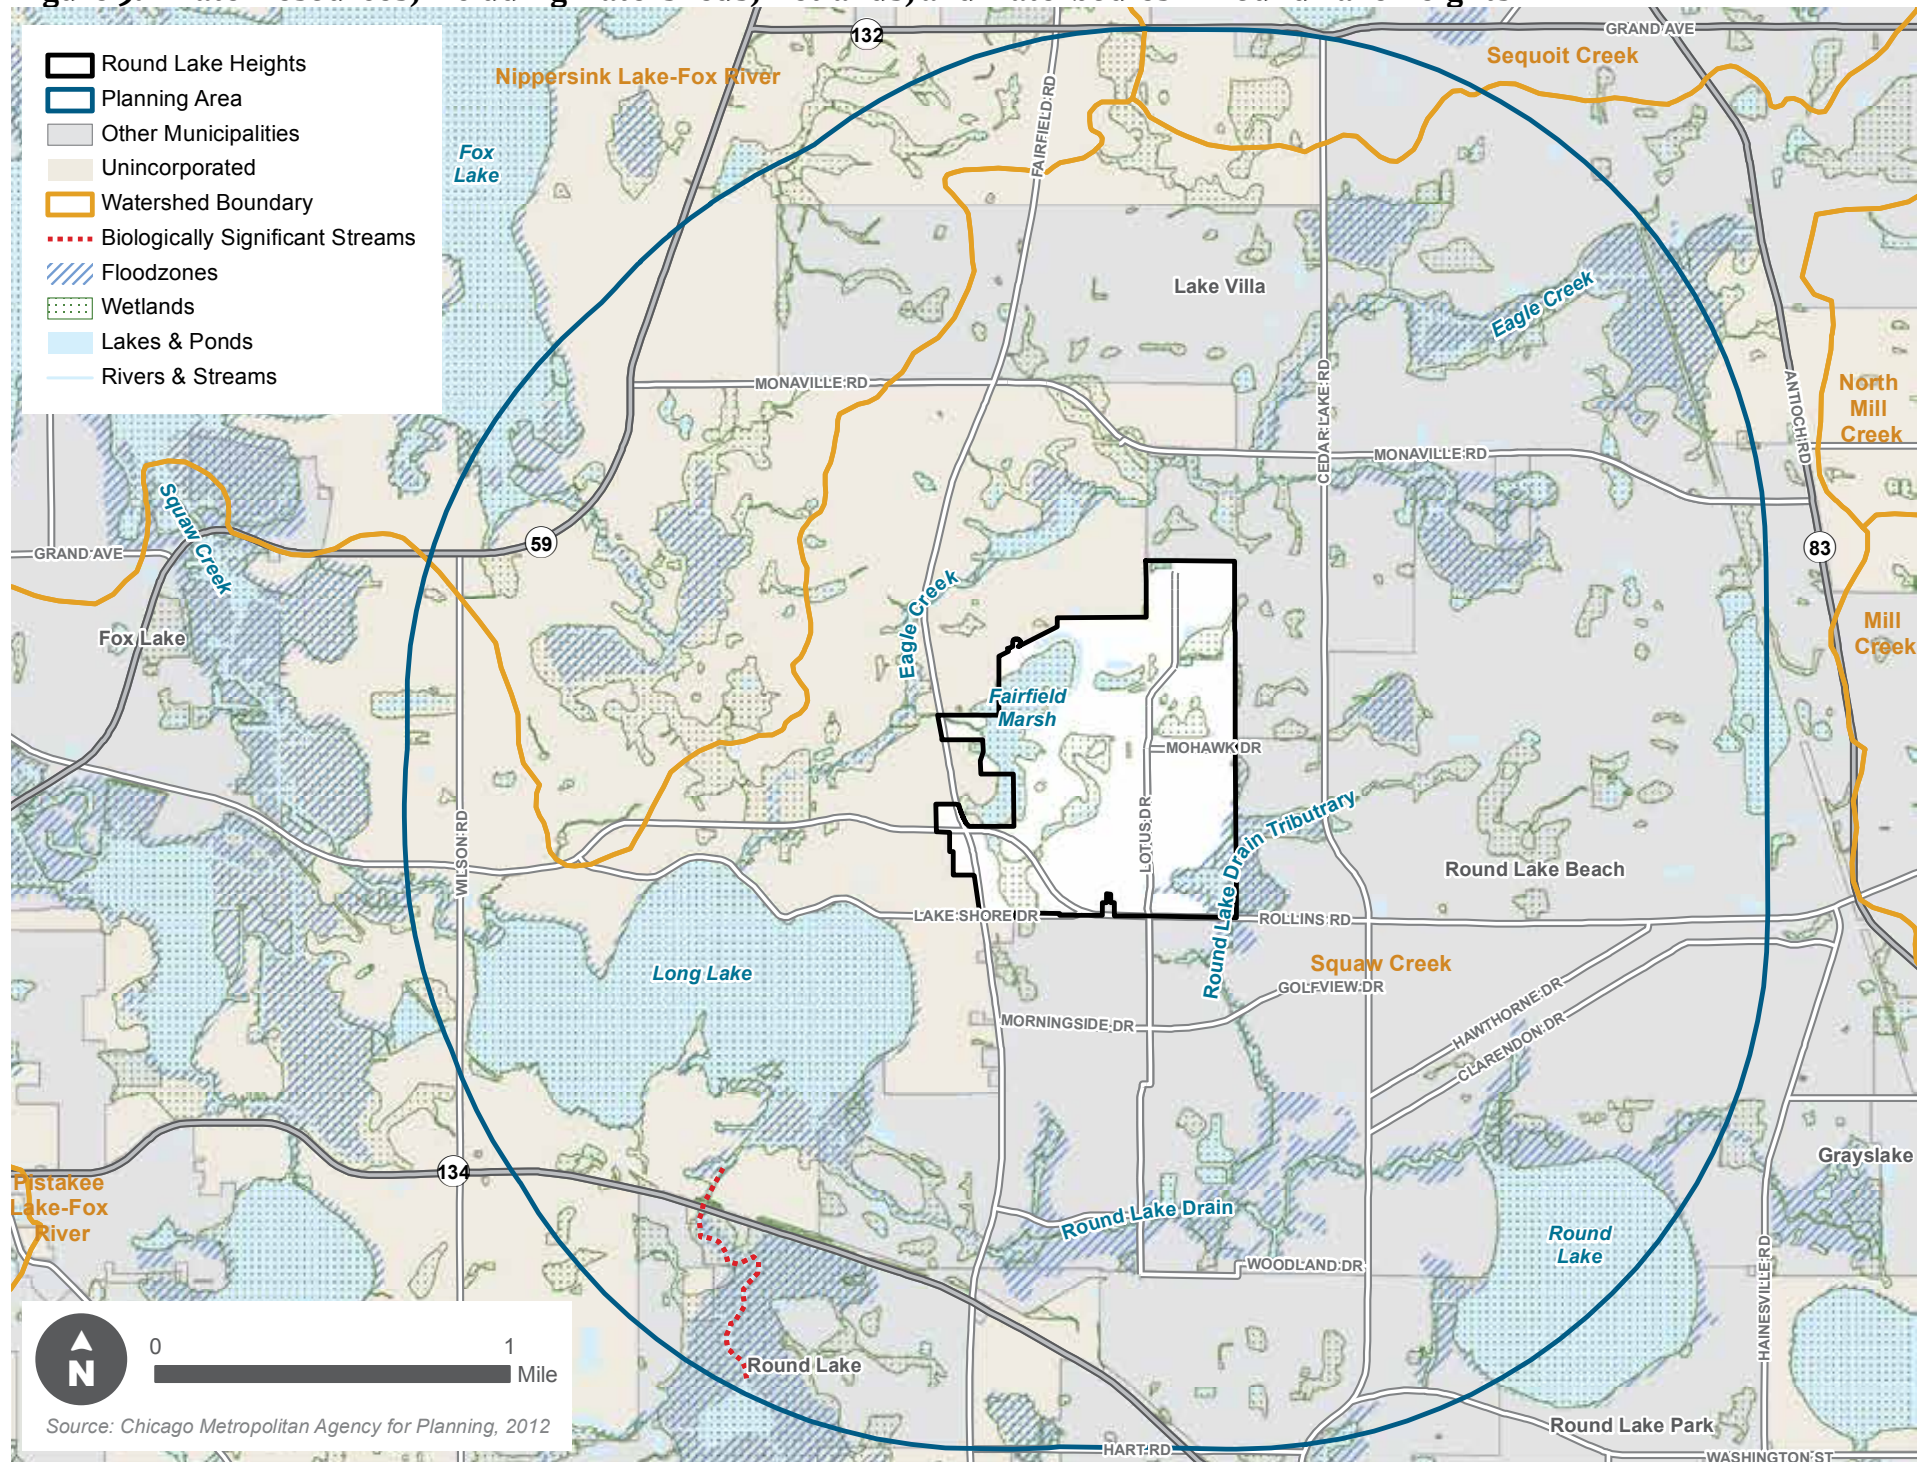 Round Lake Heights
Planning Area
Other Municipalities
Unincorporated
Watershed Boundary
Biologically Significant Streams
Floodzones
Wetlands
Lakes & Ponds
Rivers & Streams
132
GRAND AVE
Sequoit Creek
Nippersink Lake-Fox River
FAIRFIELD RD
Fox
Lake
Lake Villa
Eagle Creek
MONAVILLE RD
CEDAR LAKE RD
ANTIOCH RD
North
Mill
Creek
MONAVILLE RD
Squaw Creek
GRAND AVE
59
83
Eagle Creek
Fox Lake
Mill
Creek
Fairfield
Marsh
MOHAWK DR
LOTUS DR
Round Lake Drain Tributrary
WILSON RD
Round Lake Beach
LAKE SHORE DR
ROLLINS RD
Long Lake
Squaw Creek
GOLFVIEW DR
HAWTHORNE DR
MORNINGSIDE DR
CLARENDON DR
Grayslake
134
Pistakee
Lake-Fox
River
Round Lake Drain
Round
Lake
WOODLAND DR
HAINESVILLE RD
N
0 1
Mile
Round Lake
Source: Chicago Metropolitan Agency for Planning, 2012
Round Lake Park
HART RD
WASHINGTON ST